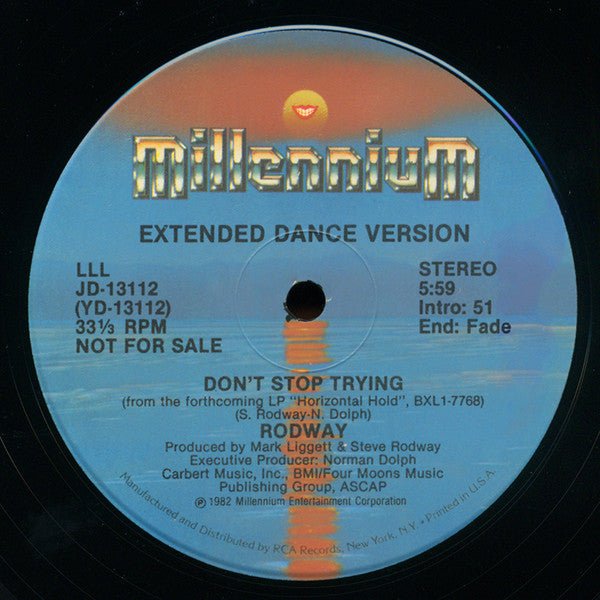 Millennium
EXTENDED DANCE VERSION
LLL
JD-13112
(YD-13112)
33⅓ RPM
NOT FOR SALE
STEREO
5:59
Intro: 51
End: Fade
DON'T STOP TRYING
(from the forthcoming LP "Horizontal Hold", BXL1-7768)
(S. Rodway-N. Dolph)
RODWAY
Produced by Mark Liggett & Steve Rodway
Executive Producer: Norman Dolph
Carbert Music, Inc., BMI/Four Moons Music
Publishing Group, ASCAP
℗ 1982 Millennium Entertainment Corporation
Manufactured and Distributed by RCA Records, New York, N.Y. • Printed in U.S.A.